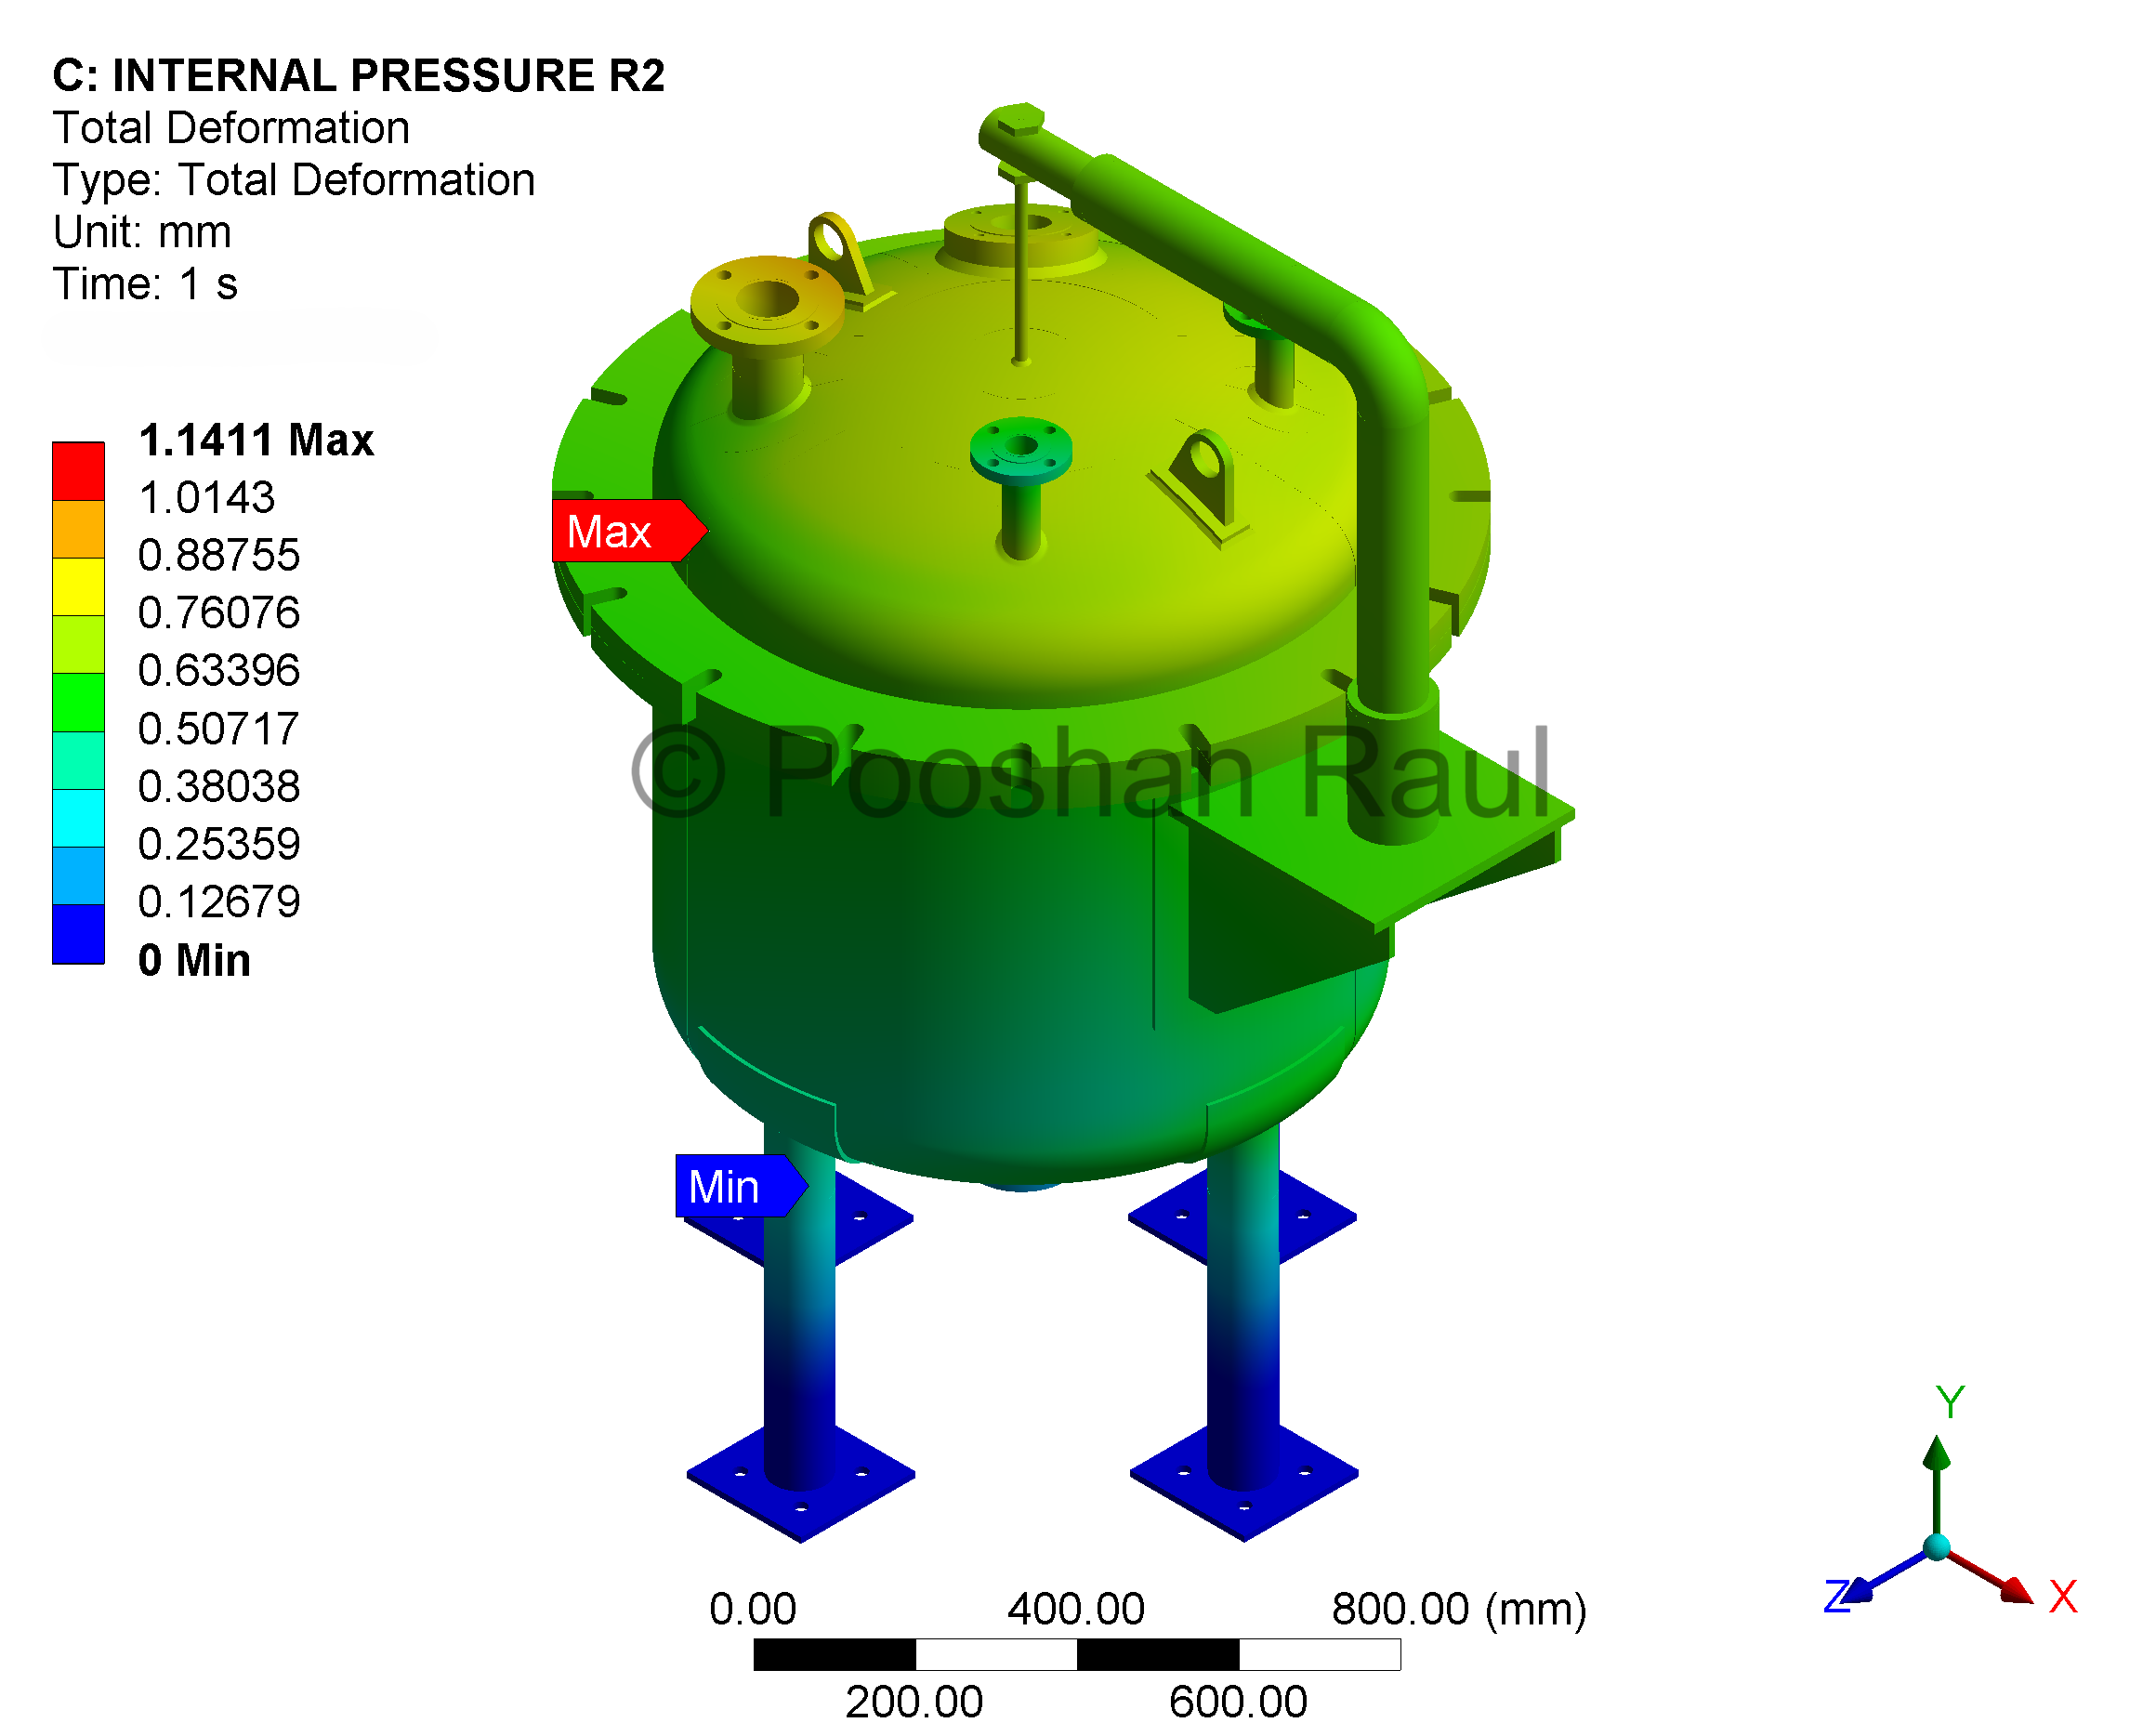 C: INTERNAL PRESSURE R2
Total Deformation
Type: Total Deformation
Unit: mm
Time: 1 s
1.1411 Max
1.0143
0.88755
0.76076
0.63396
0.50717
0.38038
0.25359
0.12679
0 Min
Max
© Pooshan Raul
Min
Y
Z
X
0.00
400.00
800.00 (mm)
200.00
600.00